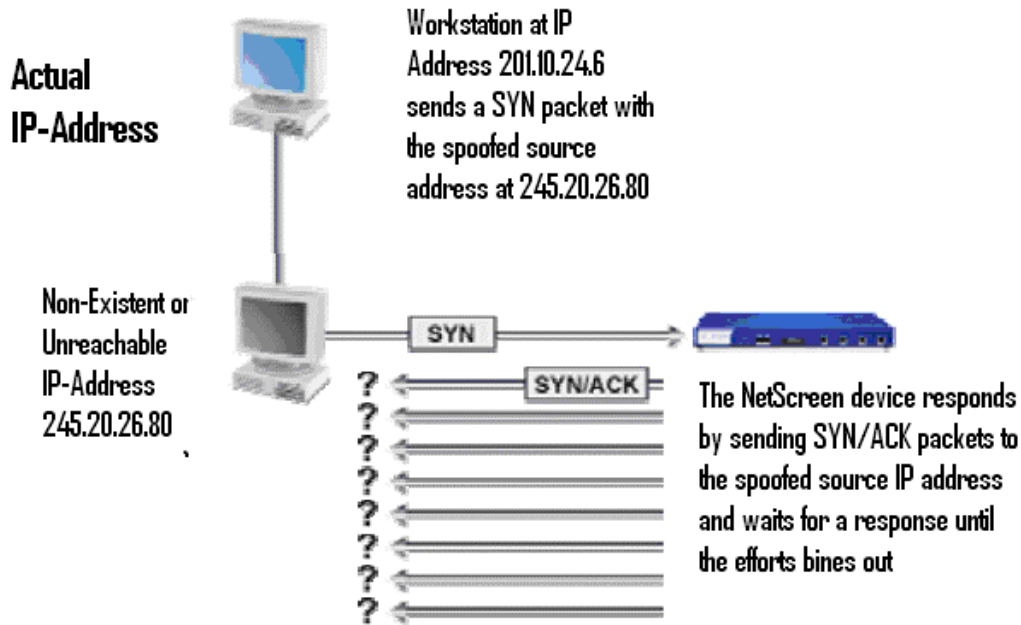 Actual
IP-Address
Workstation at IP
Address 201.10.24.6
sends a SYN packet with
the spoofed source
address at 245.20.26.80
Non-Existent or
Unreachable
IP-Address
245.20.26.80
SYN
SYN/ACK
?
?
?
?
?
?
?
?
The NetScreen device responds
by sending SYN/ACK packets to
the spoofed source IP address
and waits for a response until
the efforts bines out